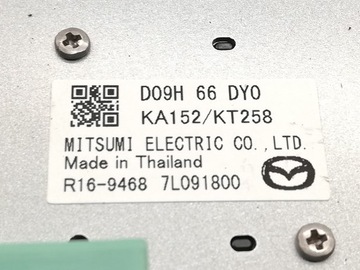 D09H 66 DY0
KA152/KT258
MITSUMI ELECTRIC CO.,LTD.
Made in Thailand
R16-9468 7L091800